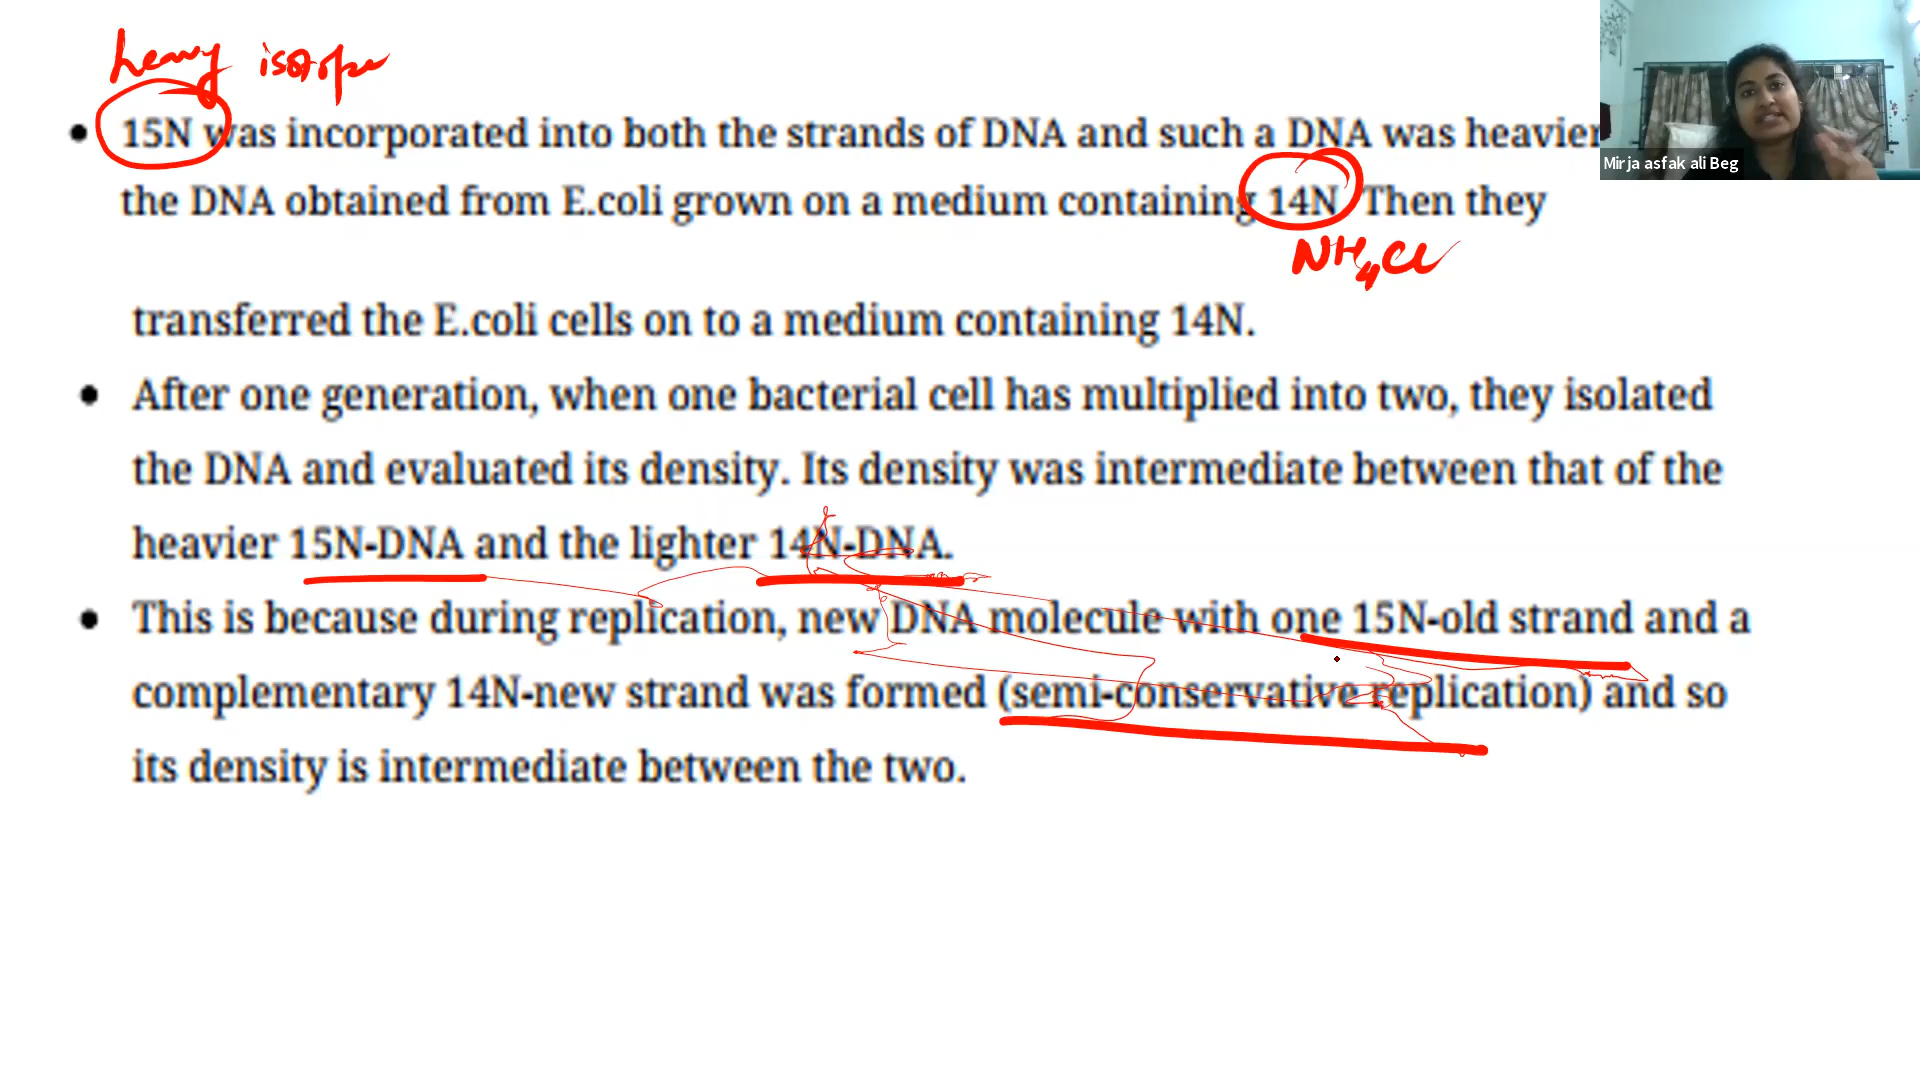 heavy isotope
• 15N was incorporated into both the strands of DNA and such a DNA was heavier
Mirja asfak ali Beg
the DNA obtained from E.coli grown on a medium containing 14N Then they
NH4Cl
transferred the E.coli cells on to a medium containing 14N.
• After one generation, when one bacterial cell has multiplied into two, they isolated
the DNA and evaluated its density. Its density was intermediate between that of the
heavier 15N-DNA and the lighter 14N-DNA.
• This is because during replication, new DNA molecule with one 15N-old strand and a
complementary 14N-new strand was formed (semi-conservative replication) and so
its density is intermediate between the two.